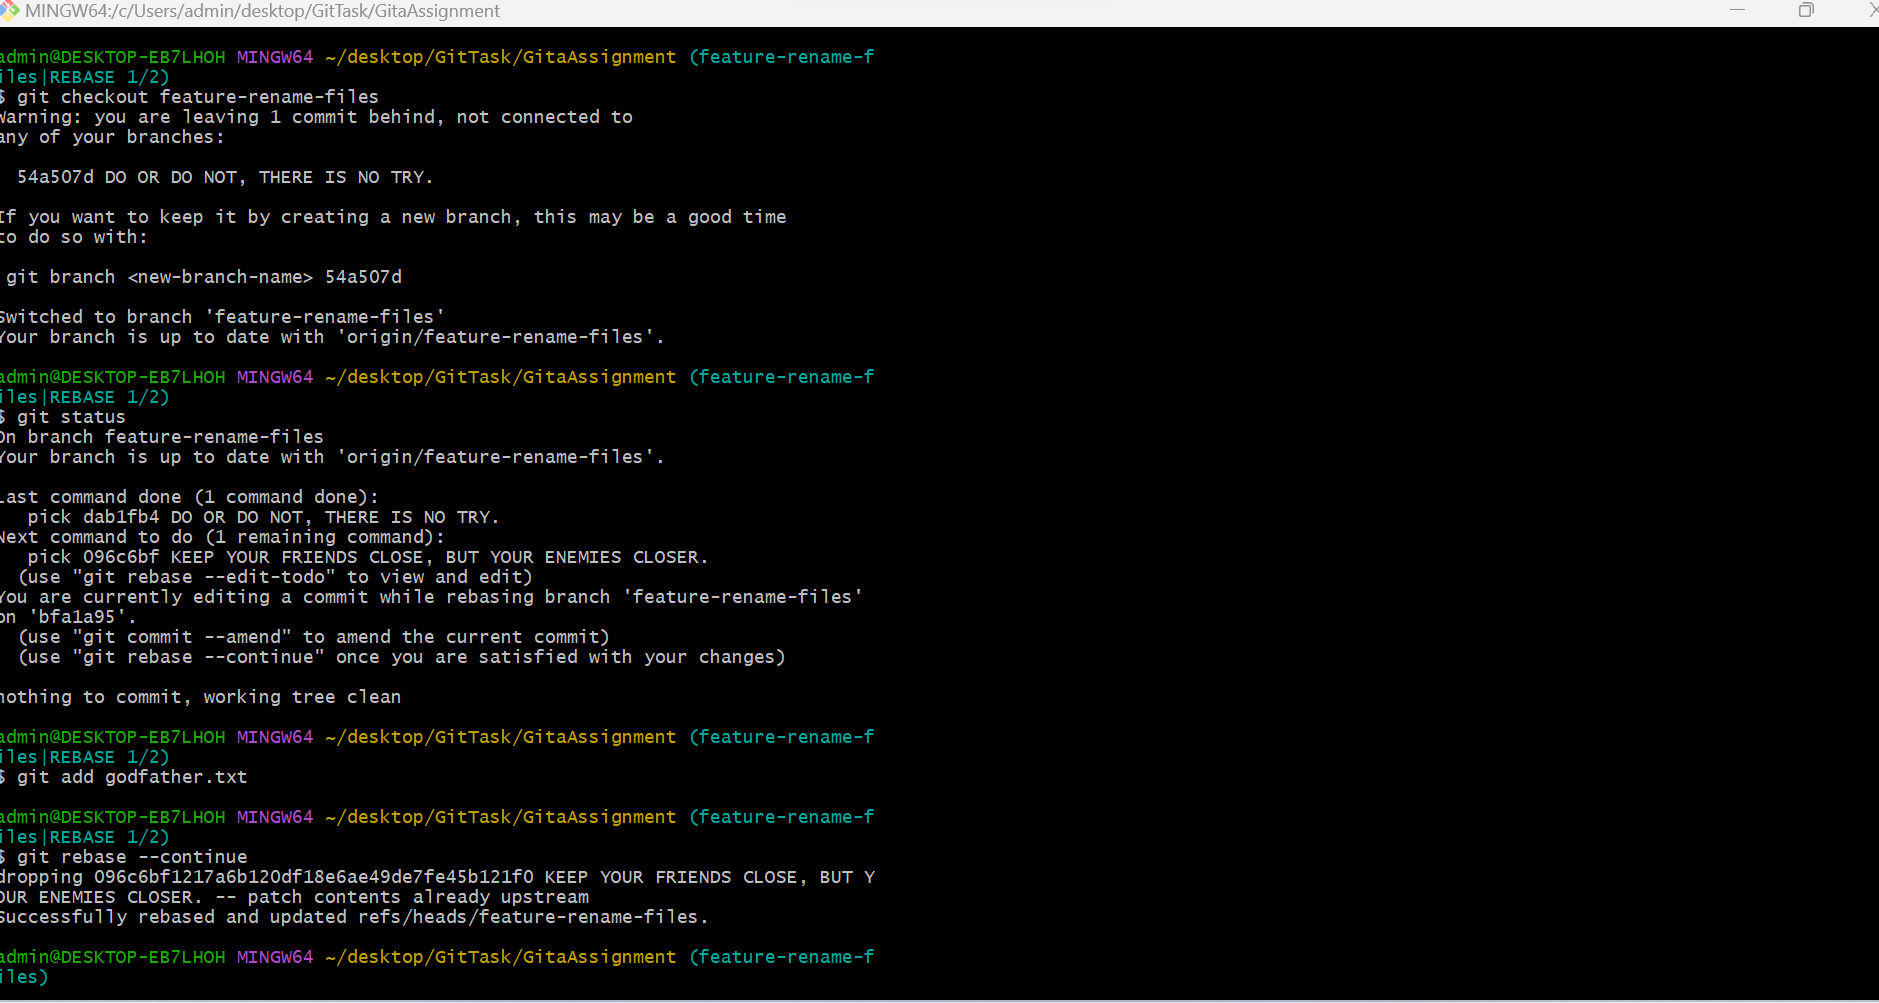 MINGW64:/c/Users/admin/desktop/GitTask/GitaAssignment
admin@DESKTOP-EB7LHOH MINGW64 ~/desktop/GitTask/GitaAssignment (feature-rename-f
iles|REBASE 1/2)
$ git checkout feature-rename-files
Warning: you are leaving 1 commit behind, not connected to
any of your branches:
54a507d DO OR DO NOT, THERE IS NO TRY.
If you want to keep it by creating a new branch, this may be a good time
to do so with:
git branch <new-branch-name> 54a507d
Switched to branch 'feature-rename-files'
Your branch is up to date with 'origin/feature-rename-files'.
admin@DESKTOP-EB7LHOH MINGW64 ~/desktop/GitTask/GitaAssignment (feature-rename-f
iles|REBASE 1/2)
$ git status
On branch feature-rename-files
Your branch is up to date with 'origin/feature-rename-files'.
Last command done (1 command done):
pick dab1fb4 DO OR DO NOT, THERE IS NO TRY.
Next command to do (1 remaining command):
pick 096c6bf KEEP YOUR FRIENDS CLOSE, BUT YOUR ENEMIES CLOSER.
(use "git rebase --edit-todo" to view and edit)
You are currently editing a commit while rebasing branch 'feature-rename-files'
on 'bfa1a95'.
(use "git commit --amend" to amend the current commit)
(use "git rebase --continue" once you are satisfied with your changes)
nothing to commit, working tree clean
admin@DESKTOP-EB7LHOH MINGW64 ~/desktop/GitTask/GitaAssignment (feature-rename-f
iles|REBASE 1/2)
$ git add godfather.txt
admin@DESKTOP-EB7LHOH MINGW64 ~/desktop/GitTask/GitaAssignment (feature-rename-f
iles|REBASE 1/2)
$ git rebase --continue
dropping 096c6bf1217a6b120df18e6ae49de7fe45b121f0 KEEP YOUR FRIENDS CLOSE, BUT Y
OUR ENEMIES CLOSER. -- patch contents already upstream
Successfully rebased and updated refs/heads/feature-rename-files.
admin@DESKTOP-EB7LHOH MINGW64 ~/desktop/GitTask/GitaAssignment (feature-rename-f
iles)